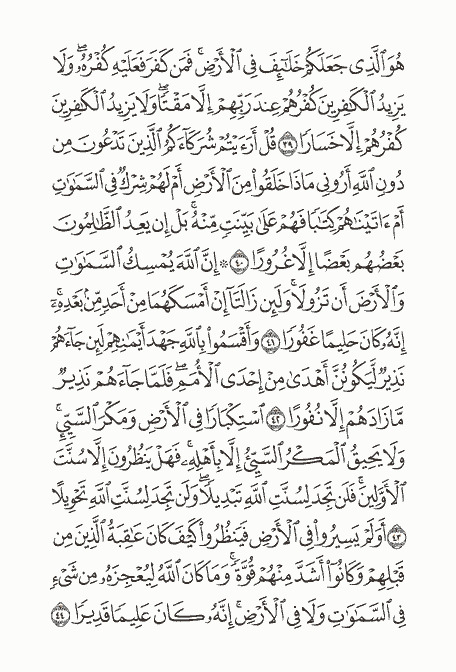 هُوَ ٱلَّذِى جَعَلَكُمْ خَلَٰٓئِفَ فِى ٱلْأَرْضِ ۚ فَمَن كَفَرَ فَعَلَيْهِ كُفْرُهُۥ ۖ وَلَا
يَزِيدُ ٱلْكَٰفِرِينَ كُفْرُهُمْ عِندَ رَبِّهِمْ إِلَّا مَقْتًا ۖ وَلَا يَزِيدُ ٱلْكَٰفِرِينَ
كُفْرُهُمْ إِلَّا خَسَارًا ٣٩ قُلْ أَرَءَيْتُمْ شُرَكَآءَكُمُ ٱلَّذِينَ تَدْعُونَ مِن
دُونِ ٱللَّهِ أَرُونِى مَاذَا خَلَقُوا۟ مِنَ ٱلْأَرْضِ أَمْ لَهُمْ شِرْكٌ فِى ٱلسَّمَٰوَٰتِ
أَمْ ءَاتَيْنَٰهُمْ كِتَٰبًا فَهُمْ عَلَىٰ بَيِّنَتٍ مِّنْهُ ۚ بَلْ إِن يَعِدُ ٱلظَّٰلِمُونَ
بَعْضُهُم بَعْضًا إِلَّا غُرُورًا ٤٠ ۞ إِنَّ ٱللَّهَ يُمْسِكُ ٱلسَّمَٰوَٰتِ
وَٱلْأَرْضَ أَن تَزُولَا ۚ وَلَئِن زَالَتَآ إِنْ أَمْسَكَهُمَا مِنْ أَحَدٍ مِّنۢ بَعْدِهِۦٓ ۚ
إِنَّهُۥ كَانَ حَلِيمًا غَفُورًا ٤١ وَأَقْسَمُوا۟ بِٱللَّهِ جَهْدَ أَيْمَٰنِهِمْ لَئِن جَآءَهُمْ
نَذِيرٌ لَّيَكُونُنَّ أَهْدَىٰ مِنْ إِحْدَى ٱلْأُمَمِ ۖ فَلَمَّا جَآءَهُمْ نَذِيرٌ
مَّا زَادَهُمْ إِلَّا نُفُورًا ٤٢ ٱسْتِكْبَارًا فِى ٱلْأَرْضِ وَمَكْرَ ٱلسَّيِّئِ ۚ
وَلَا يَحِيقُ ٱلْمَكْرُ ٱلسَّيِّئُ إِلَّا بِأَهْلِهِۦ ۚ فَهَلْ يَنظُرُونَ إِلَّا سُنَّتَ
ٱلْأَوَّلِينَ ۚ فَلَن تَجِدَ لِسُنَّتِ ٱللَّهِ تَبْدِيلًا ۖ وَلَن تَجِدَ لِسُنَّتِ ٱللَّهِ تَحْوِيلًا
٤٣ أَوَلَمْ يَسِيرُوا۟ فِى ٱلْأَرْضِ فَيَنظُرُوا۟ كَيْفَ كَانَ عَٰقِبَةُ ٱلَّذِينَ مِن
قَبْلِهِمْ وَكَانُوٓا۟ أَشَدَّ مِنْهُمْ قُوَّةً ۚ وَمَا كَانَ ٱللَّهُ لِيُعْجِزَهُۥ مِن شَىْءٍ
فِى ٱلسَّمَٰوَٰتِ وَلَا فِى ٱلْأَرْضِ ۚ إِنَّهُۥ كَانَ عَلِيمًا قَدِيرًا ٤٤